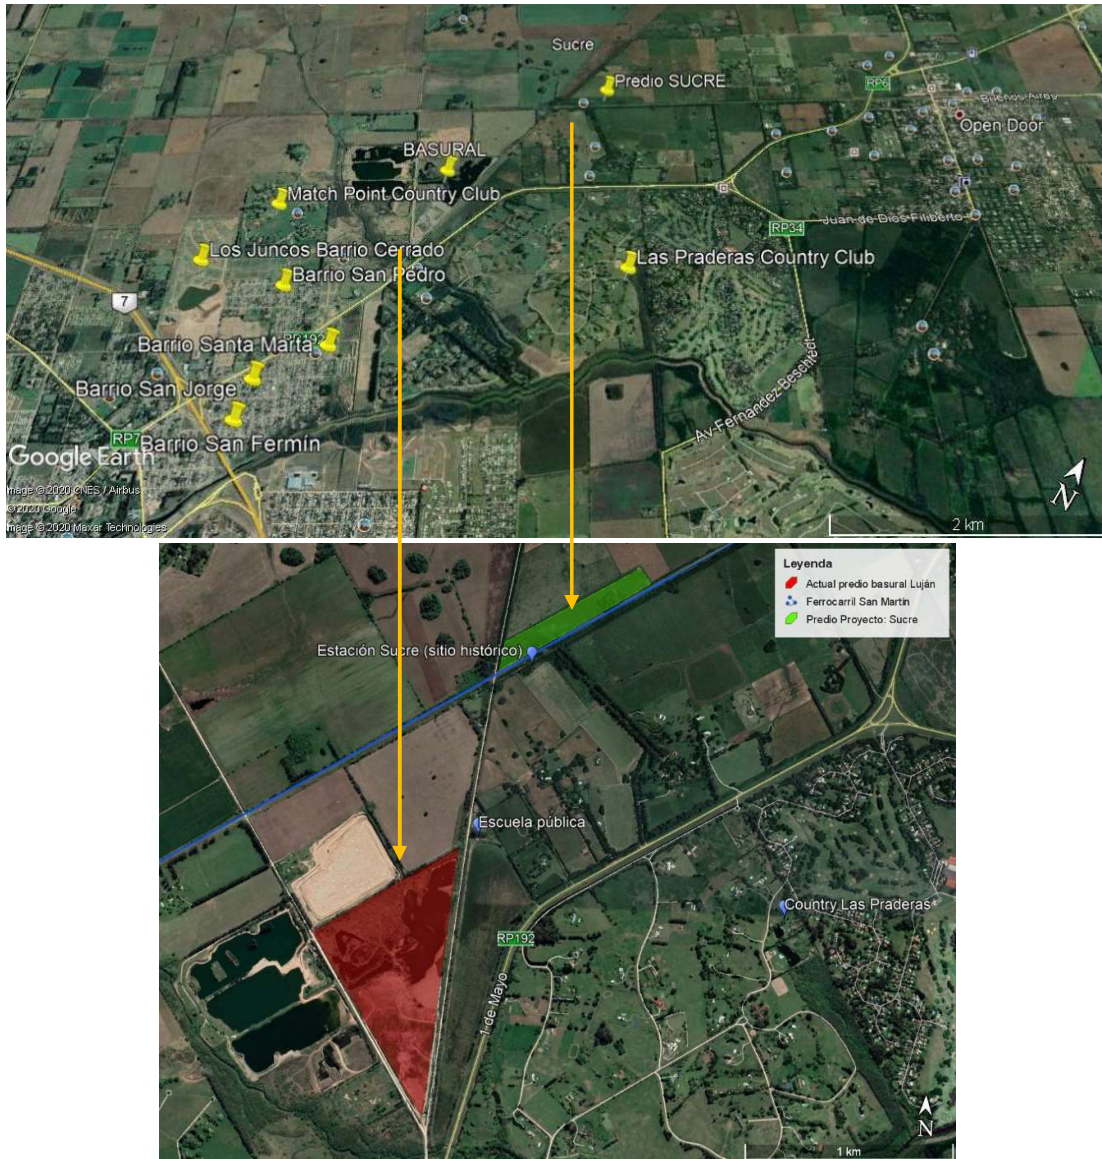 Sucre
Predio SUCRE
RP6
Buenos Aires
Open Door
BASURAL
Match Point Country Club
Juan de Dios Filiberto
RP34
Los Juncos Barrio Cerrado
Las Praderas Country Club
Barrio San Pedro
7
RP192
Barrio Santa Marta
Barrio San Jorge
Av-Fernandez-Beschtedt
RP7
Barrio San Fermín
Google Earth
Image © 2020 CNES / Airbus
© 2020 Google
Image © 2020 Maxar Technologies
N
2 km
Leyenda
Actual predio basural Luján
Ferrocarril San Martín
Predio Proyecto: Sucre
Estación Sucre (sitio histórico)
Escuela pública
Country Las Praderas
RP192
1 de Mayo
N
1 km